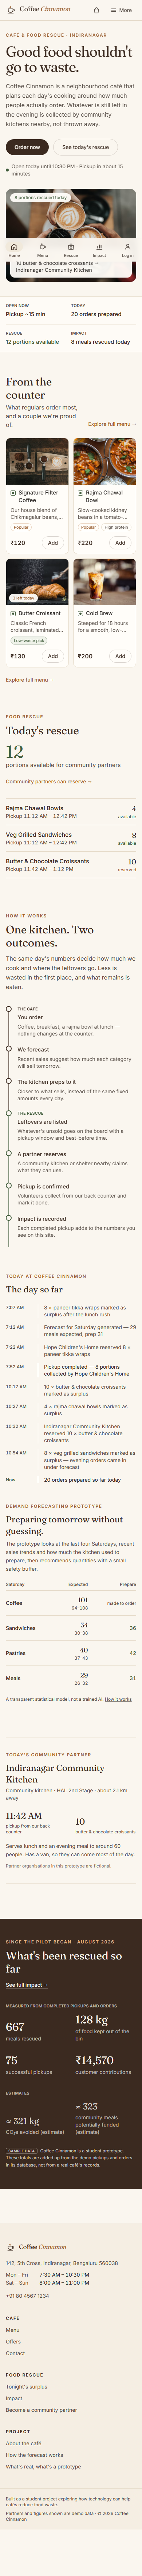 Coffee Cinnamon
More
CAFÉ & FOOD RESCUE · INDIRANAGAR
Good food shouldn't
go to waste.
Coffee Cinnamon is a neighbourhood café that
plans each day's cooking around how much
people actually order. Whatever is still left in
the evening is collected by community
kitchens nearby, not thrown away.
Order now
See today's rescue
Open today until 10:30 PM · Pickup in about 15
minutes
8 portions rescued today
Home
Menu
Rescue
Impact
Log in
10 butter & chocolate croissants →
Indiranagar Community Kitchen
OPEN NOW
Pickup ~15 min
TODAY
20 orders prepared
RESCUE
12 portions available
IMPACT
8 meals rescued today
From the
counter
What regulars order most,
and a couple we're proud
of.
Explore full menu →
Signature Filter
Coffee
Our house blend of
Chikmagalur beans,...
Popular
₹120
Add
Rajma Chawal
Bowl
Slow-cooked kidney
beans in a tomato-...
Popular
High protein
₹220
Add
3 left today
Butter Croissant
Classic French
croissant, laminated...
Low-waste pick
₹130
Add
Cold Brew
Steeped for 18 hours
for a smooth, low-...
₹200
Add
Explore full menu →
FOOD RESCUE
Today's rescue
12
portions available for community partners
Community partners can reserve →
Rajma Chawal Bowls
Pickup 11:12 AM – 12:42 PM
4
available
Veg Grilled Sandwiches
Pickup 11:12 AM – 12:42 PM
8
available
Butter & Chocolate Croissants
Pickup 11:42 AM – 1:12 PM
10
reserved
HOW IT WORKS
One kitchen. Two
outcomes.
The same day's numbers decide how much we
cook and where the leftovers go. Less is
wasted in the first place, and what remains is
eaten.
THE CAFÉ
You order
Coffee, breakfast, a rajma bowl at lunch —
nothing changes at the counter.
We forecast
Recent sales suggest how much each category
will sell tomorrow.
The kitchen preps to it
Closer to what sells, instead of the same fixed
amounts every day.
THE RESCUE
Leftovers are listed
Whatever's unsold goes on the board with a
pickup window and best-before time.
A partner reserves
A community kitchen or shelter nearby claims
what they can use.
Pickup is confirmed
Volunteers collect from our back counter and
mark it done.
Impact is recorded
Each completed pickup adds to the numbers you
see on this site.
TODAY AT COFFEE CINNAMON
The day so far
7:07 AM
8 × paneer tikka wraps marked as
surplus after the lunch rush
7:12 AM
Forecast for Saturday generated — 29
meals expected, prep 31
7:22 AM
Hope Children's Home reserved 8 ×
paneer tikka wraps
7:52 AM
Pickup completed — 8 portions
collected by Hope Children's Home
10:17 AM
10 × butter & chocolate croissants
marked as surplus
10:27 AM
4 × rajma chawal bowls marked as
surplus
10:32 AM
Indiranagar Community Kitchen
reserved 10 × butter & chocolate
croissants
10:54 AM
8 × veg grilled sandwiches marked as
surplus — evening orders came in
under forecast
Now
20 orders prepared so far today
DEMAND FORECASTING PROTOTYPE
Preparing tomorrow without
guessing.
The prototype looks at the last four Saturdays, recent
sales trends and how much the kitchen used to
prepare, then recommends quantities with a small
safety buffer.
Saturday
Expected
Prepare
Coffee
101
94–108
made to order
Sandwiches
34
30–38
36
Pastries
40
37–43
42
Meals
29
26–32
31
A transparent statistical model, not a trained AI. How it works
TODAY'S COMMUNITY PARTNER
Indiranagar Community
Kitchen
Community kitchen · HAL 2nd Stage · about 2.1 km
away
11:42 AM
pickup from our back
counter
10
butter & chocolate croissants
Serves lunch and an evening meal to around 60
people. Has a van, so they can come most of the day.
Partner organisations in this prototype are fictional.
SINCE THE PILOT BEGAN · AUGUST 2026
What's been rescued so
far
See full impact →
MEASURED FROM COMPLETED PICKUPS AND ORDERS
667
meals rescued
128 kg
of food kept out of the
bin
75
successful pickups
₹14,570
customer contributions
ESTIMATES
≈ 321 kg
CO₂e avoided (estimate)
≈ 323
community meals
potentially funded
(estimate)
SAMPLE DATA
Coffee Cinnamon is a student prototype.
These totals are added up from the demo pickups and orders
in its database, not from a real café's records.
Coffee Cinnamon
142, 5th Cross, Indiranagar, Bengaluru 560038
Mon – Fri
7:30 AM – 10:30 PM
Sat – Sun
8:00 AM – 11:00 PM
+91 80 4567 1234
CAFÉ
Menu
Offers
Contact
FOOD RESCUE
Tonight's surplus
Impact
Become a community partner
PROJECT
About the café
How the forecast works
What's real, what's a prototype
Built as a student project exploring how technology can help
cafés reduce food waste.
Partners and figures shown are demo data · © 2026 Coffee
Cinnamon